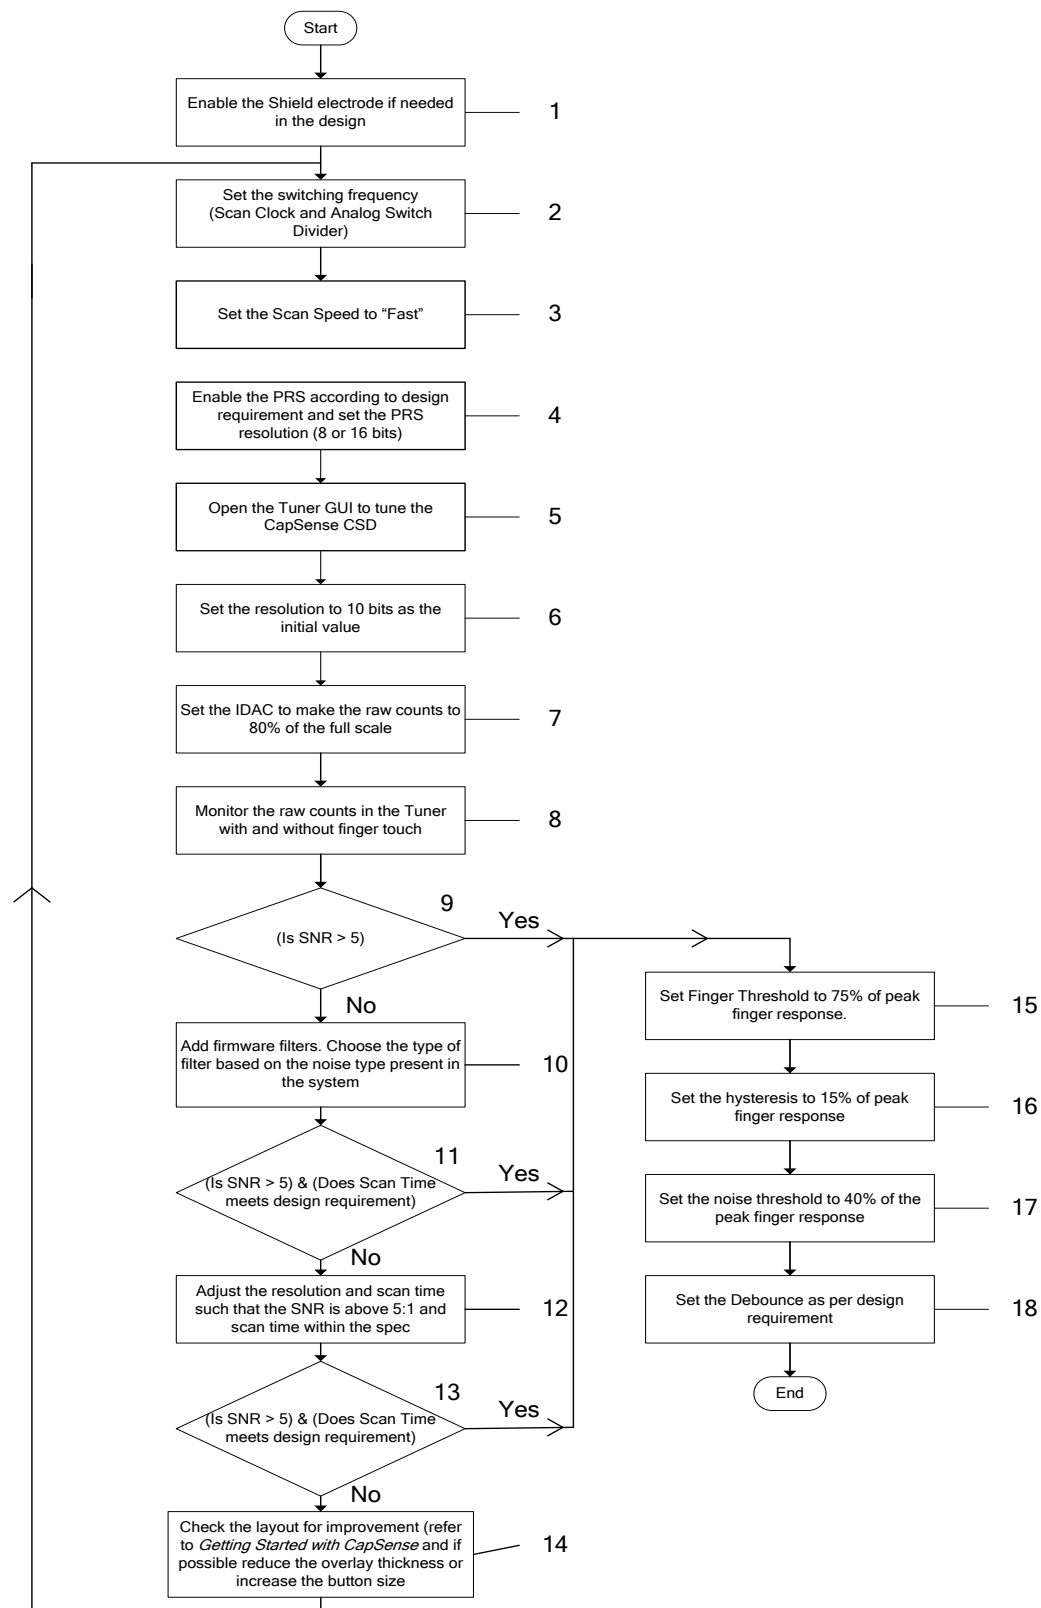 Start
Enable the Shield electrode if needed
in the design
1
Set the switching frequency
(Scan Clock and Analog Switch
Divider)
2
Set the Scan Speed to “Fast”
3
Enable the PRS according to design
requirement and set the PRS
resolution (8 or 16 bits)
4
Open the Tuner GUI to tune the
CapSense CSD
5
Set the resolution to 10 bits as the
initial value
6
Set the IDAC to make the raw counts to
80% of the full scale
7
Monitor the raw counts in the Tuner
with and without finger touch
8
9
(Is SNR > 5)
Yes
No
Add firmware filters. Choose the type of
filter based on the noise type present in
the system
10
11
(Is SNR > 5) & (Does Scan Time
meets design requirement)
Yes
No
Adjust the resolution and scan time
such that the SNR is above 5:1 and
scan time within the spec
12
13
(Is SNR > 5) & (Does Scan Time
meets design requirement)
Yes
No
Check the layout for improvement (refer
to Getting Started with CapSense and if
possible reduce the overlay thickness or
increase the button size
14
Set Finger Threshold to 75% of peak
finger response.
15
Set the hysteresis to 15% of peak
finger response
16
Set the noise threshold to 40% of the
peak finger response
17
Set the Debounce as per design
requirement
18
End